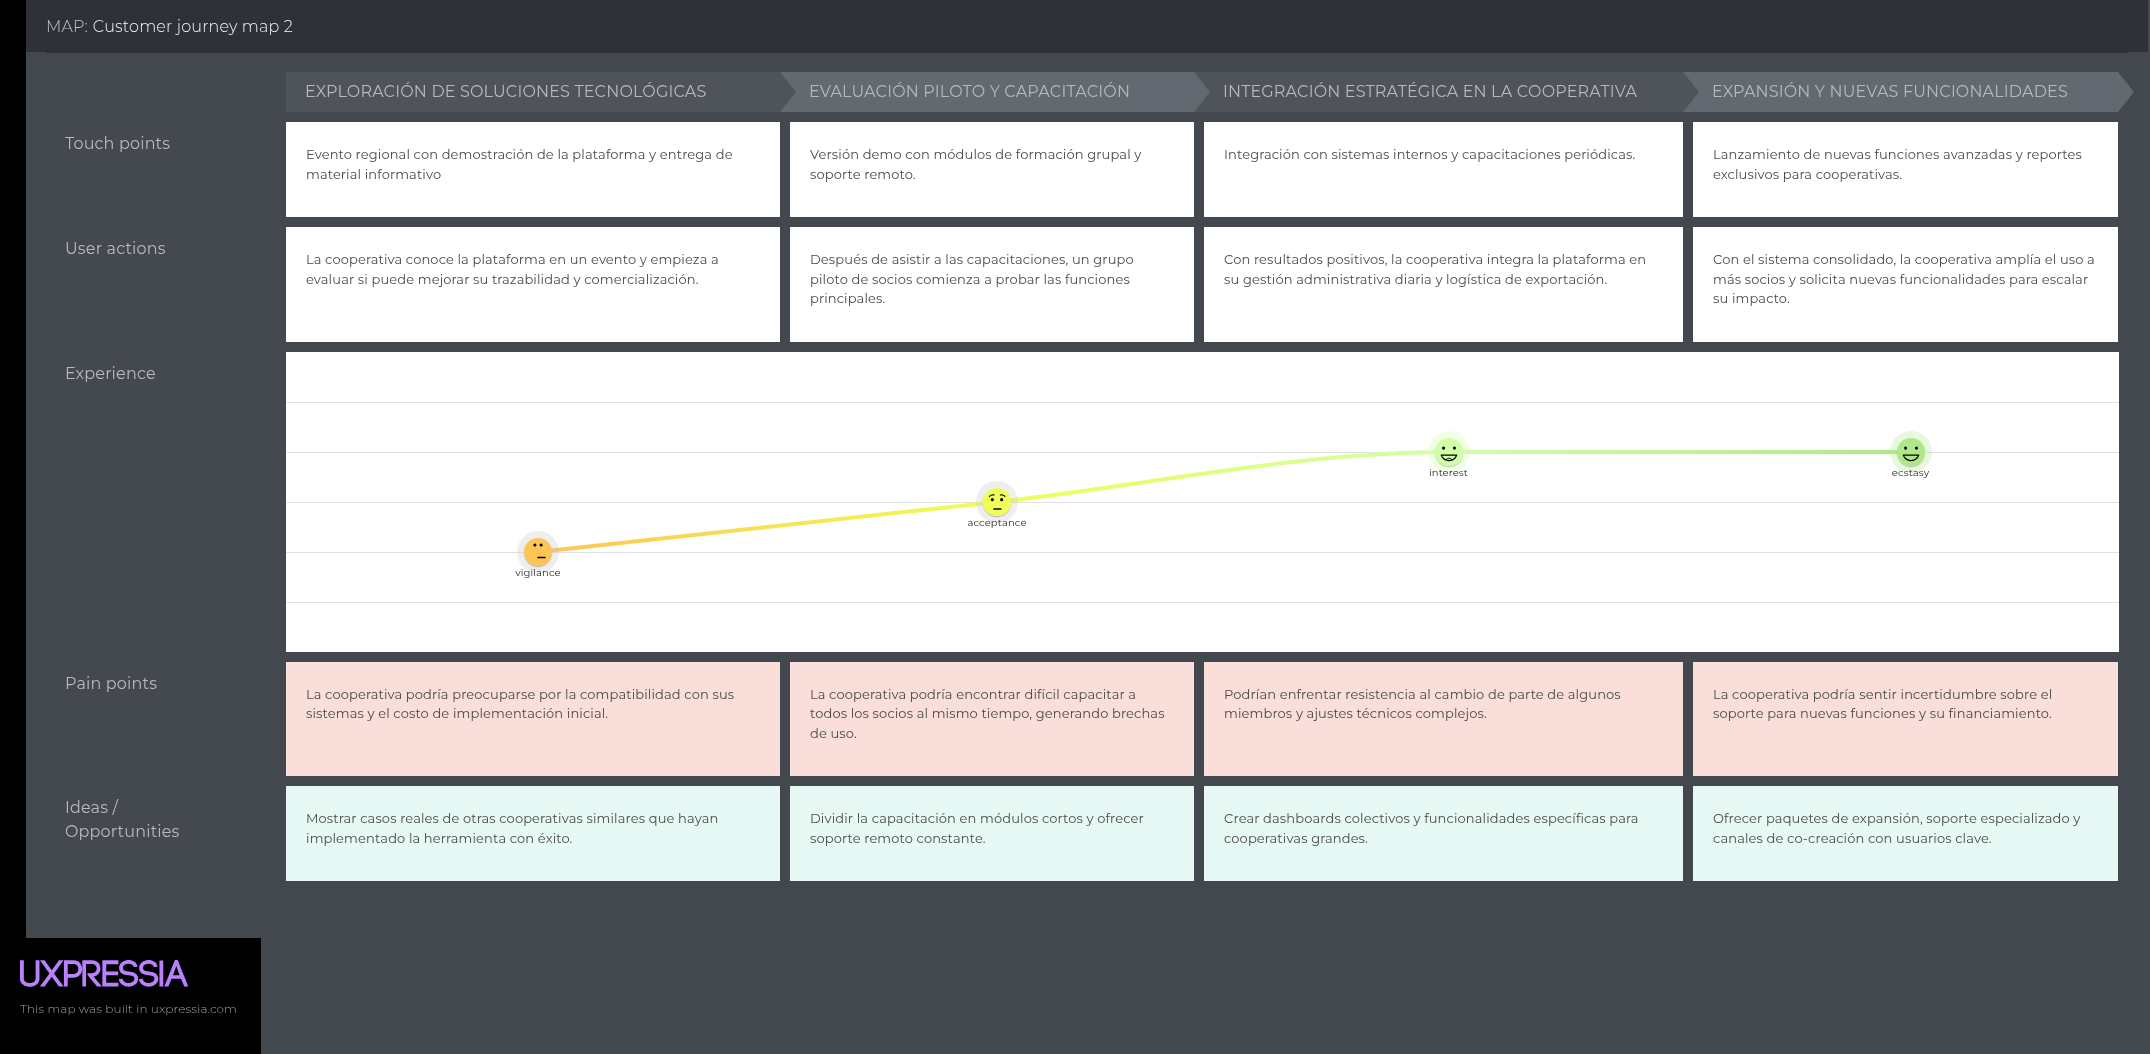 MAP: Customer journey map 2
EXPLORACIÓN DE SOLUCIONES TECNOLÓGICAS
EVALUACIÓN PILOTO Y CAPACITACIÓN
INTEGRACIÓN ESTRATÉGICA EN LA COOPERATIVA
EXPANSIÓN Y NUEVAS FUNCIONALIDADES
Touch points
Evento regional con demostración de la plataforma y entrega de
material informativo
Versión demo con módulos de formación grupal y
soporte remoto.
Integración con sistemas internos y capacitaciones periódicas.
Lanzamiento de nuevas funciones avanzadas y reportes
exclusivos para cooperativas.
User actions
La cooperativa conoce la plataforma en un evento y empieza a
evaluar si puede mejorar su trazabilidad y comercialización.
Después de asistir a las capacitaciones, un grupo
piloto de socios comienza a probar las funciones
principales.
Con resultados positivos, la cooperativa integra la plataforma en
su gestión administrativa diaria y logística de exportación.
Con el sistema consolidado, la cooperativa amplía el uso a
más socios y solicita nuevas funcionalidades para escalar
su impacto.
Experience
vigilance
acceptance
interest
ecstasy
Pain points
La cooperativa podría preocuparse por la compatibilidad con sus
sistemas y el costo de implementación inicial.
La cooperativa podría encontrar difícil capacitar a
todos los socios al mismo tiempo, generando brechas
de uso.
Podrían enfrentar resistencia al cambio de parte de algunos
miembros y ajustes técnicos complejos.
La cooperativa podría sentir incertidumbre sobre el
soporte para nuevas funciones y su financiamiento.
Ideas /
Opportunities
Mostrar casos reales de otras cooperativas similares que hayan
implementado la herramienta con éxito.
Dividir la capacitación en módulos cortos y ofrecer
soporte remoto constante.
Crear dashboards colectivos y funcionalidades específicas para
cooperativas grandes.
Ofrecer paquetes de expansión, soporte especializado y
canales de co-creación con usuarios clave.
UXPRESSIA
This map was built in uxpressia.com